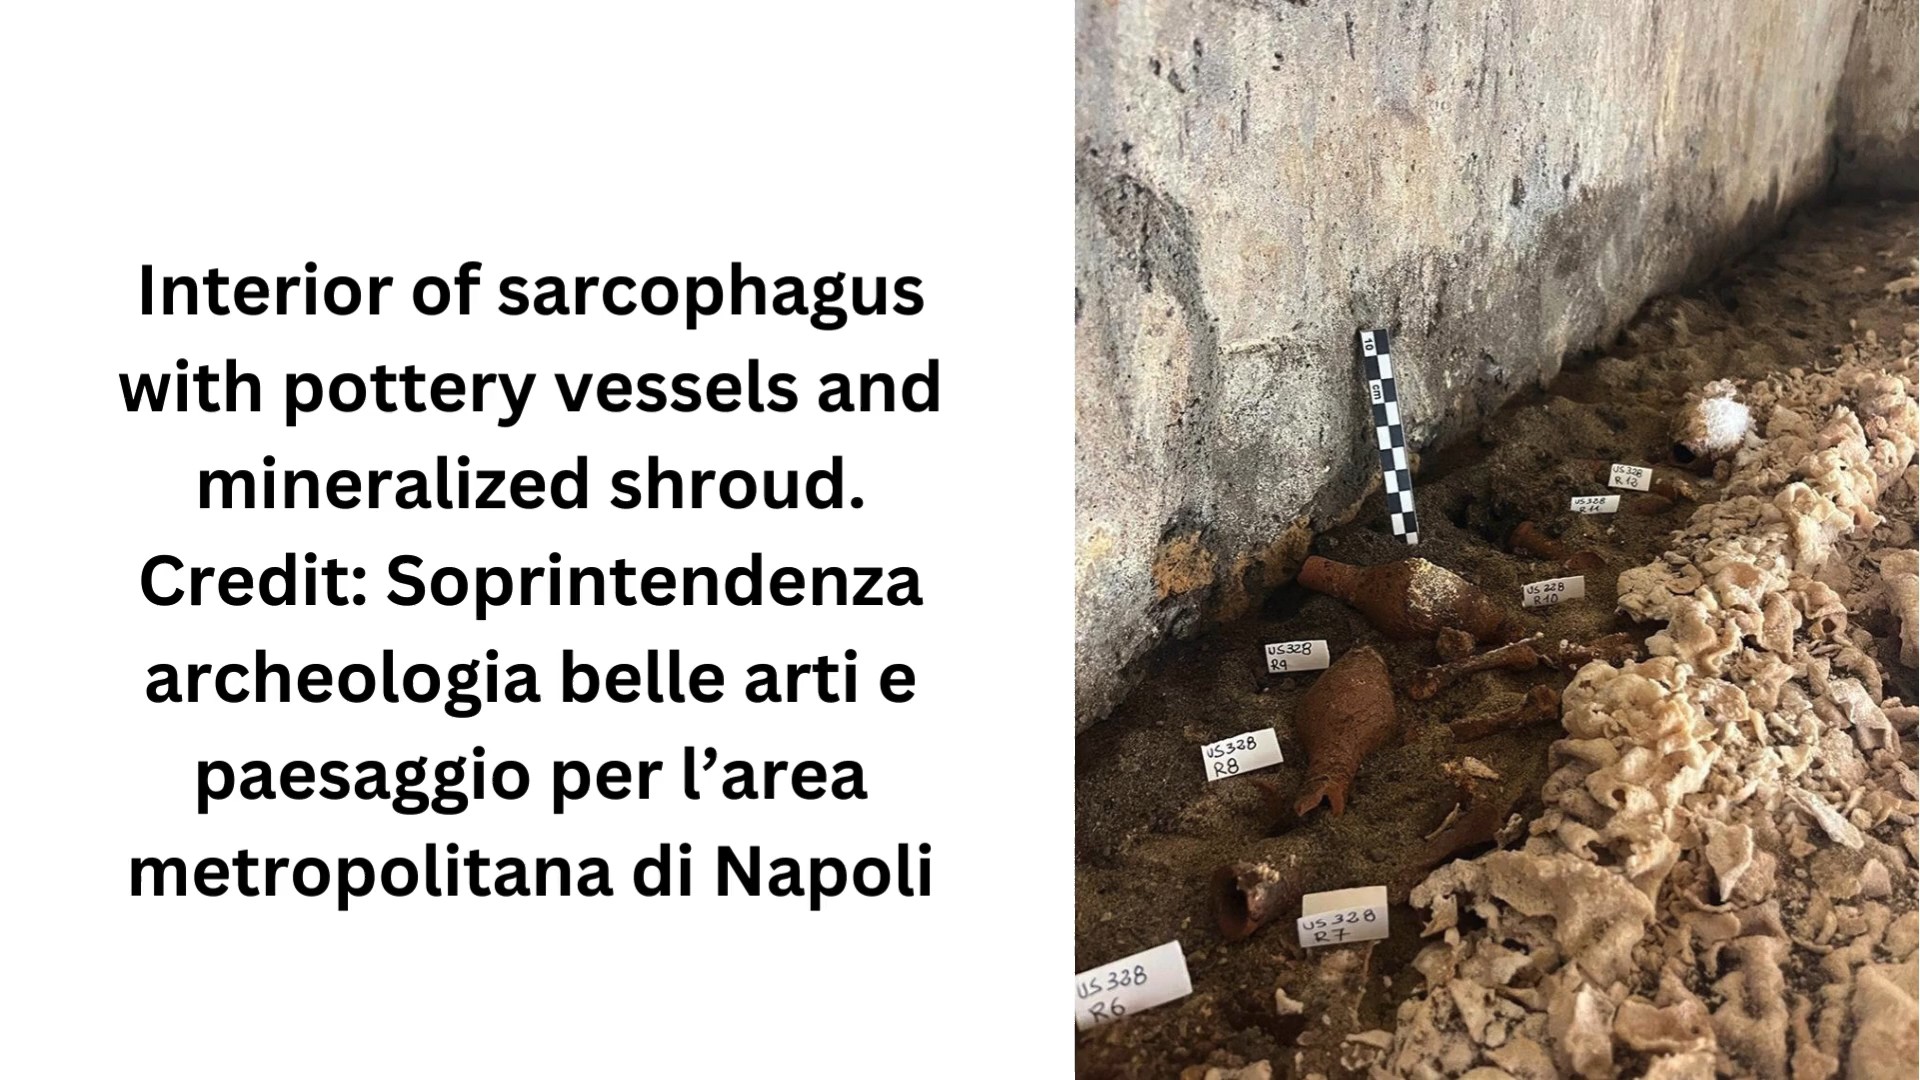 Interior of sarcophagus
with pottery vessels and
mineralized shroud.
Credit: Soprintendenza
archeologia belle arti e
paesaggio per l’area
metropolitana di Napoli
10
cm
US 328
R 12
US 328
R 11
US 328
R 10
US 328
R9
US 328
R8
US 328
R7
US 328
R6